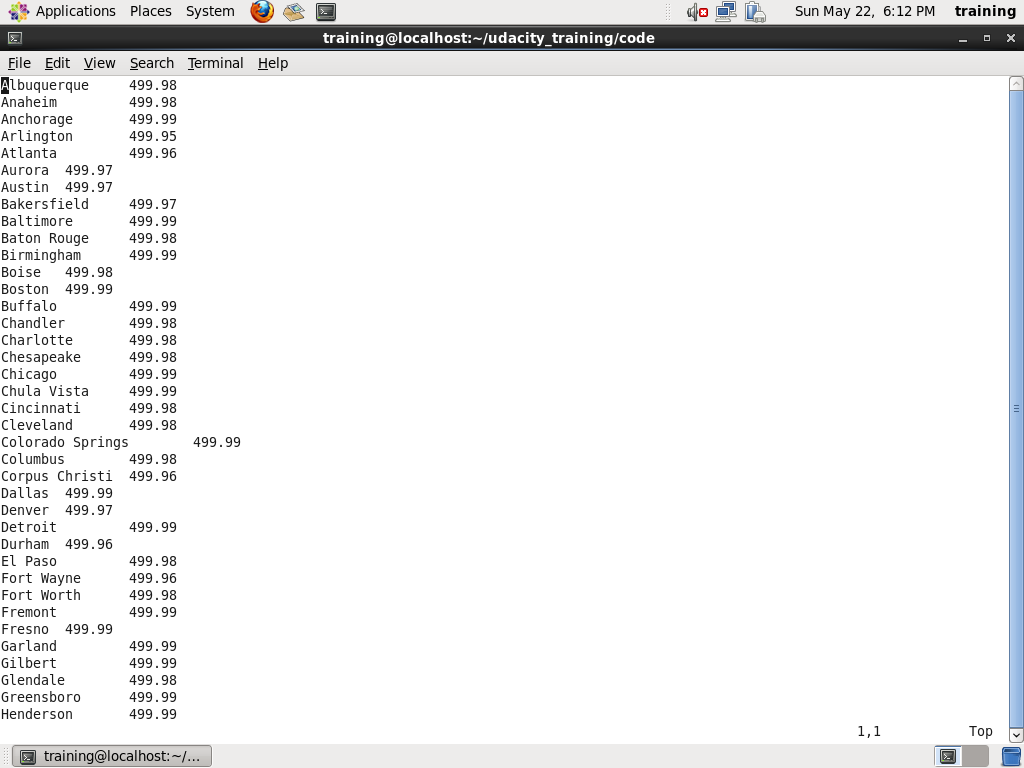 Applications Places System Sun May 22, 6:12 PM training
training@localhost:~/udacity_training/code
File Edit View Search Terminal Help
Albuquerque 499.98
Anaheim 499.98
Anchorage 499.99
Arlington 499.95
Atlanta 499.96
Aurora 499.97
Austin 499.97
Bakersfield 499.97
Baltimore 499.99
Baton Rouge 499.98
Birmingham 499.99
Boise 499.98
Boston 499.99
Buffalo 499.99
Chandler 499.98
Charlotte 499.98
Chesapeake 499.98
Chicago 499.99
Chula Vista 499.99
Cincinnati 499.98
Cleveland 499.98
Colorado Springs 499.99
Columbus 499.98
Corpus Christi 499.96
Dallas 499.99
Denver 499.97
Detroit 499.99
Durham 499.96
El Paso 499.98
Fort Wayne 499.96
Fort Worth 499.98
Fremont 499.99
Fresno 499.99
Garland 499.99
Gilbert 499.99
Glendale 499.98
Greensboro 499.99
Henderson 499.99
1,1 Top
training@localhost:~/...